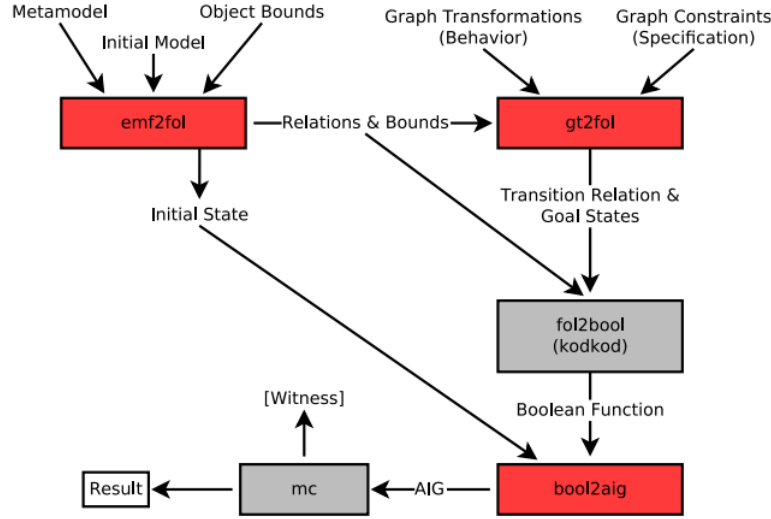 Metamodel
Object Bounds
Initial Model
Graph Transformations
(Behavior)
Graph Constraints
(Specification)
emf2fol
Relations & Bounds
gt2fol
Initial State
Transition Relation &
Goal States
fol2bool
(kodkod)
[Witness]
Boolean Function
Result
mc
AIG
bool2aig